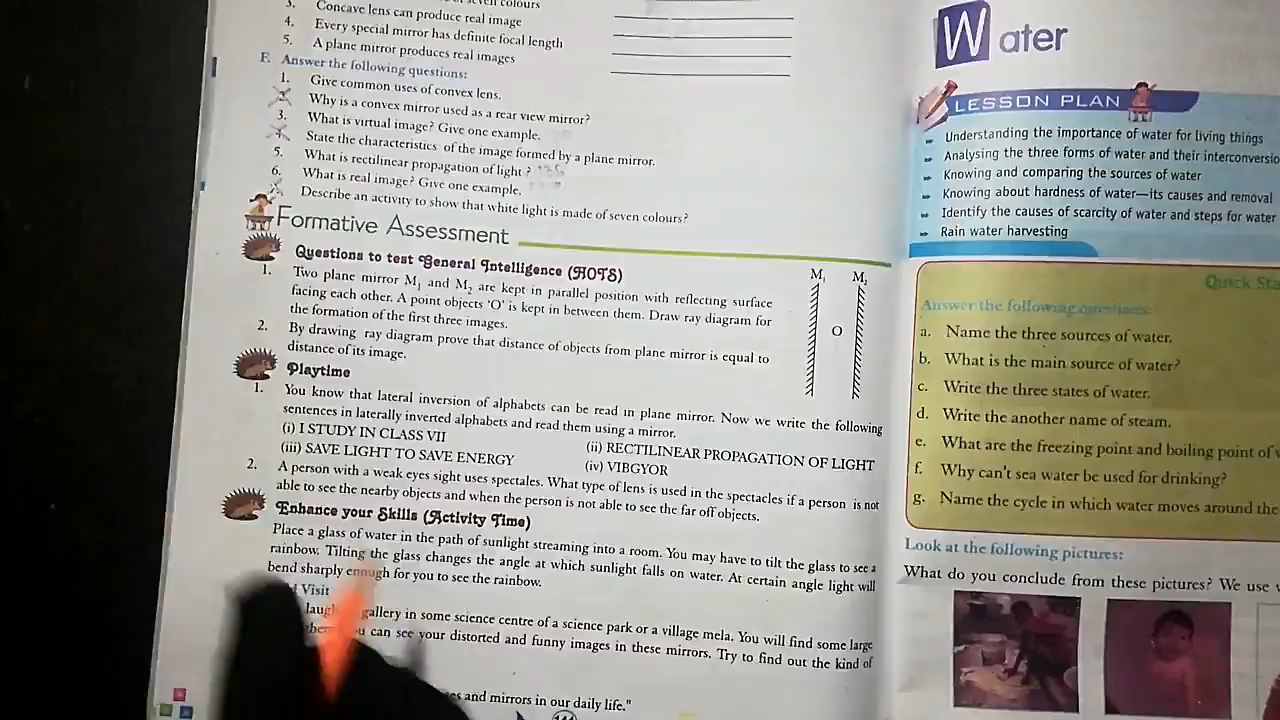 seven colours
3. Concave lens can produce real image
4. Every special mirror has definite focal length
5. A plane mirror produces real images
F. Answer the following questions:
1. Give common uses of convex lens.
2. Why is a convex mirror used as a rear view mirror?
3. What is virtual image? Give one example.
4. State the characteristics of the image formed by a plane mirror.
5. What is rectilinear propagation of light ?
6. What is real image? Give one example.
Describe an activity to show that white light is made of seven colours?
Formative Assessment
Questions to test General Intelligence (HOTS)
1. Two plane mirror M1 and M2 are kept in parallel position with reflecting surface
facing each other. A point objects 'O' is kept in between them. Draw ray diagram for
the formation of the first three images.
2. By drawing ray diagram prove that distance of objects from plane mirror is equal to
distance of its image.
M1 M2
O
Playtime
1. You know that lateral inversion of alphabets can be read in plane mirror. Now we write the following
sentences in laterally inverted alphabets and read them using a mirror.
(i) I STUDY IN CLASS VII (ii) RECTILINEAR PROPAGATION OF LIGHT
(iii) SAVE LIGHT TO SAVE ENERGY (iv) VIBGYOR
2. A person with a weak eyes sight uses spectales. What type of lens is used in the spectacles if a person is not
able to see the nearby objects and when the person is not able to see the far off objects.
Enhance your Skills (Activity Time)
Place a glass of water in the path of sunlight streaming into a room. You may have to tilt the glass to see a
rainbow. Tilting the glass changes the angle at which sunlight falls on water. At certain angle light will
bend sharply enough for you to see the rainbow.
Visit
gallery in some science centre of a science park or a village mela. You will find some large
can see your distorted and funny images in these mirrors. Try to find out the kind of
and mirrors in our daily life."
Water
LESSON PLAN
Understanding the importance of water for living things
Analysing the three forms of water and their interconversio
Knowing and comparing the sources of water
Knowing about hardness of water—its causes and removal
Identify the causes of scarcity of water and steps for water
Rain water harvesting
Quick Sta
Answer the following questions:
a. Name the three sources of water.
b. What is the main source of water?
c. Write the three states of water.
d. Write the another name of steam.
e. What are the freezing point and boiling point of
f. Why can't sea water be used for drinking?
g. Name the cycle in which water moves around the
Look at the following pictures:
What do you conclude from these pictures? We use